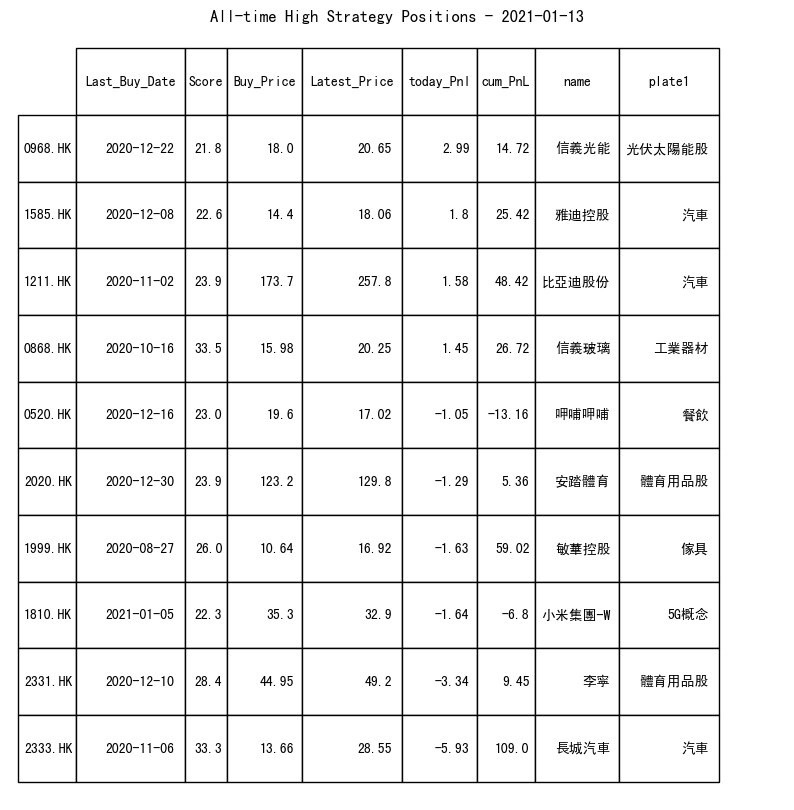 All-time High Strategy Positions - 2021-01-13
Last_Buy_Date Score Buy_Price Latest_Price today_Pnl cum_PnL name plate1
0968.HK 2020-12-22 21.8 18.0 20.65 2.99 14.72 信義光能 光伏太陽能股
1585.HK 2020-12-08 22.6 14.4 18.06 1.8 25.42 雅迪控股 汽車
1211.HK 2020-11-02 23.9 173.7 257.8 1.58 48.42 比亞迪股份 汽車
0868.HK 2020-10-16 33.5 15.98 20.25 1.45 26.72 信義玻璃 工業器材
0520.HK 2020-12-16 23.0 19.6 17.02 -1.05 -13.16 呷哺呷哺 餐飲
2020.HK 2020-12-30 23.9 123.2 129.8 -1.29 5.36 安踏體育 體育用品股
1999.HK 2020-08-27 26.0 10.64 16.92 -1.63 59.02 敏華控股 傢具
1810.HK 2021-01-05 22.3 35.3 32.9 -1.64 -6.8 小米集團-W 5G概念
2331.HK 2020-12-10 28.4 44.95 49.2 -3.34 9.45 李寧 體育用品股
2333.HK 2020-11-06 33.3 13.66 28.55 -5.93 109.0 長城汽車 汽車